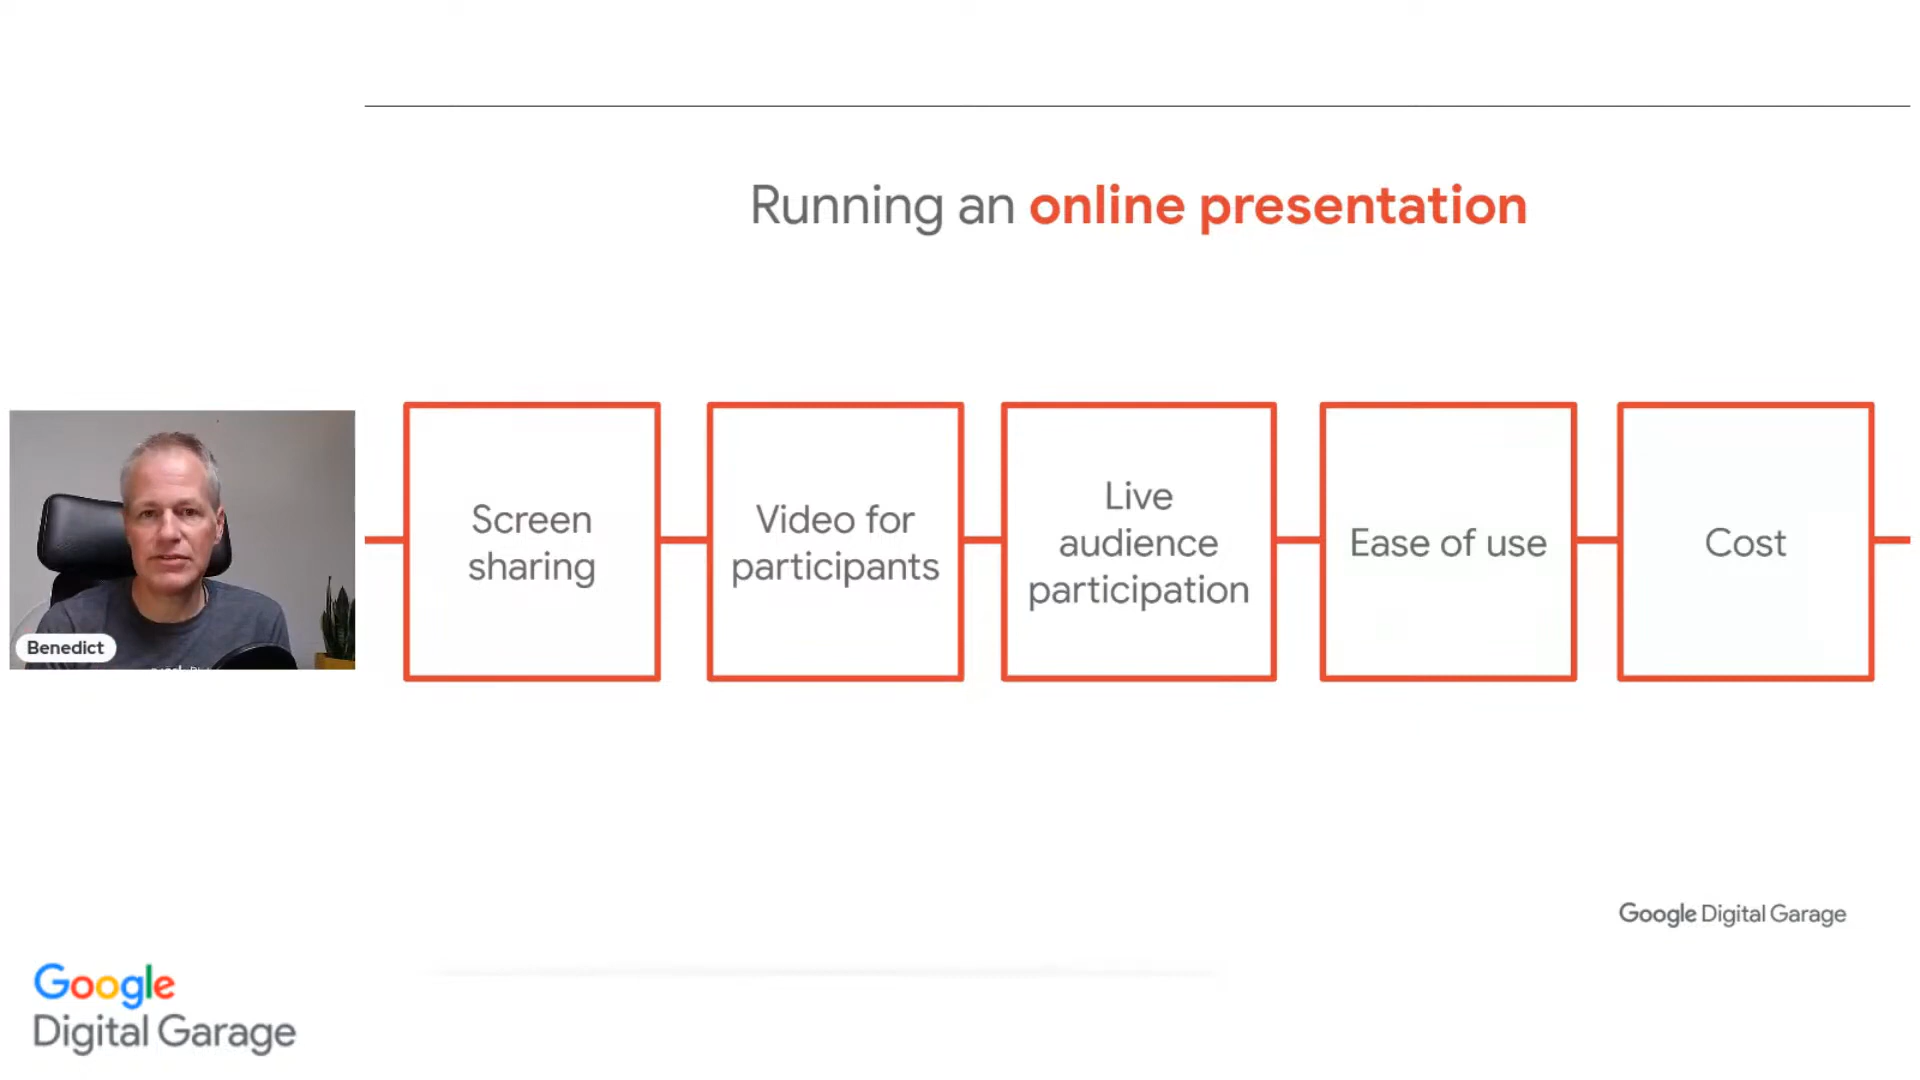 Running an online presentation
Screen
sharing
Video for
participants
Live
audience
participation
Ease of use
Cost
Benedict
Google Digital Garage
Google
Digital Garage